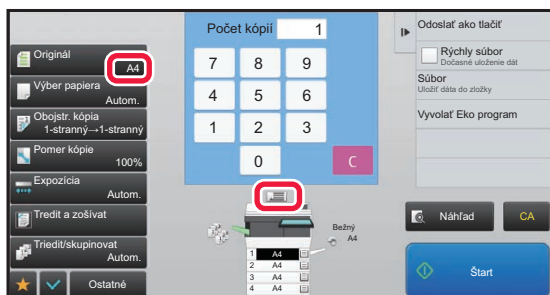 Originál
A4
Výber papiera
Autom.
Obojstr. kópia
1-stranný→1-stranný
Pomer kópie
100%
Expozícia
Autom.
Tredit a zošívat
Triedit/skupinovat
Autom.
Ostatné
Počet kópií
1
7
8
9
4
5
6
1
2
3
0
C
Bežný
A4
1 A4
2 A4
3 A4
4 A4
Odoslať ako tlačiť
Rýchly súbor
Dočasné uloženie dát
Súbor
Uložiť dáta do zložky
Vyvolať Eko program
Náhľad
CA
Štart